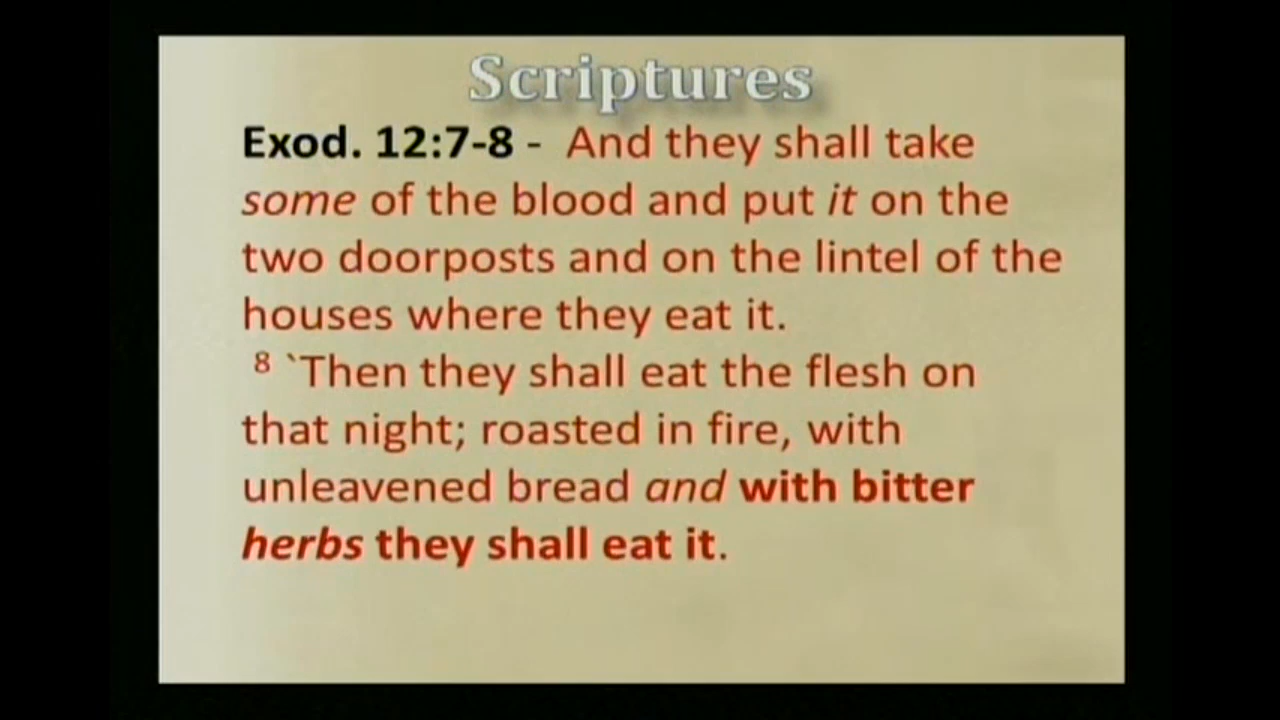 Scriptures
Exod. 12:7-8 - And they shall take
some of the blood and put it on the
two doorposts and on the lintel of the
houses where they eat it.
8 `Then they shall eat the flesh on
that night; roasted in fire, with
unleavened bread and with bitter
herbs they shall eat it.